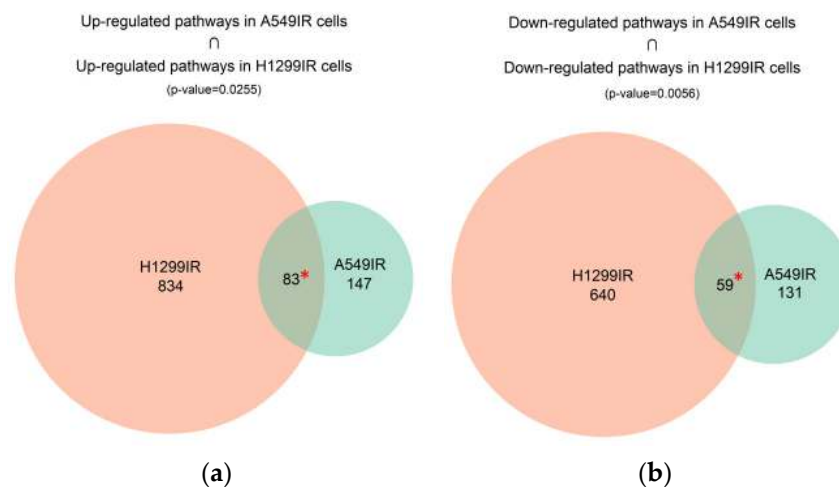 Up-regulated pathways in A549IR cells
∩
Up-regulated pathways in H1299IR cells
(p-value=0.0255)
H1299IR
834
83*
A549IR
147
(a)
Down-regulated pathways in A549IR cells
∩
Down-regulated pathways in H1299IR cells
(p-value=0.0056)
H1299IR
640
59*
A549IR
131
(b)